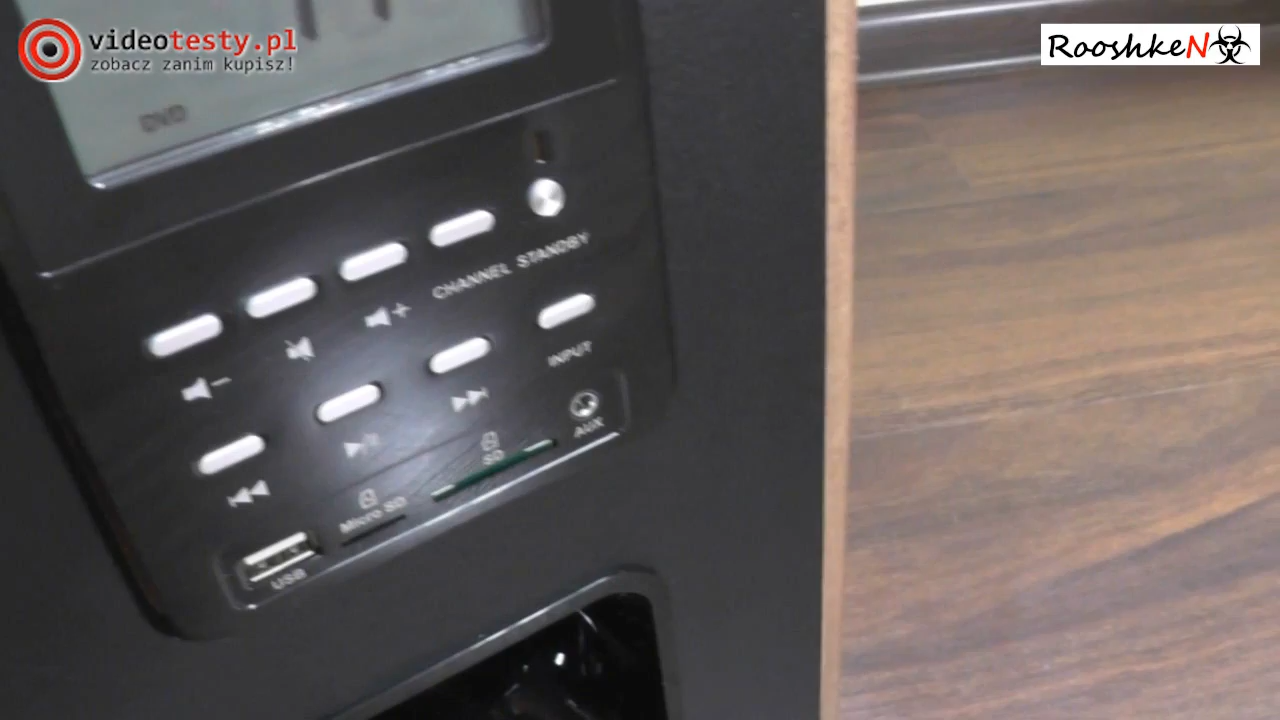 videotesty.pl
zobacz zanim kupisz!
RooshkeN
DVD
CHANNEL STANDBY
INPUT
AUX
SD
Micro SD
USB